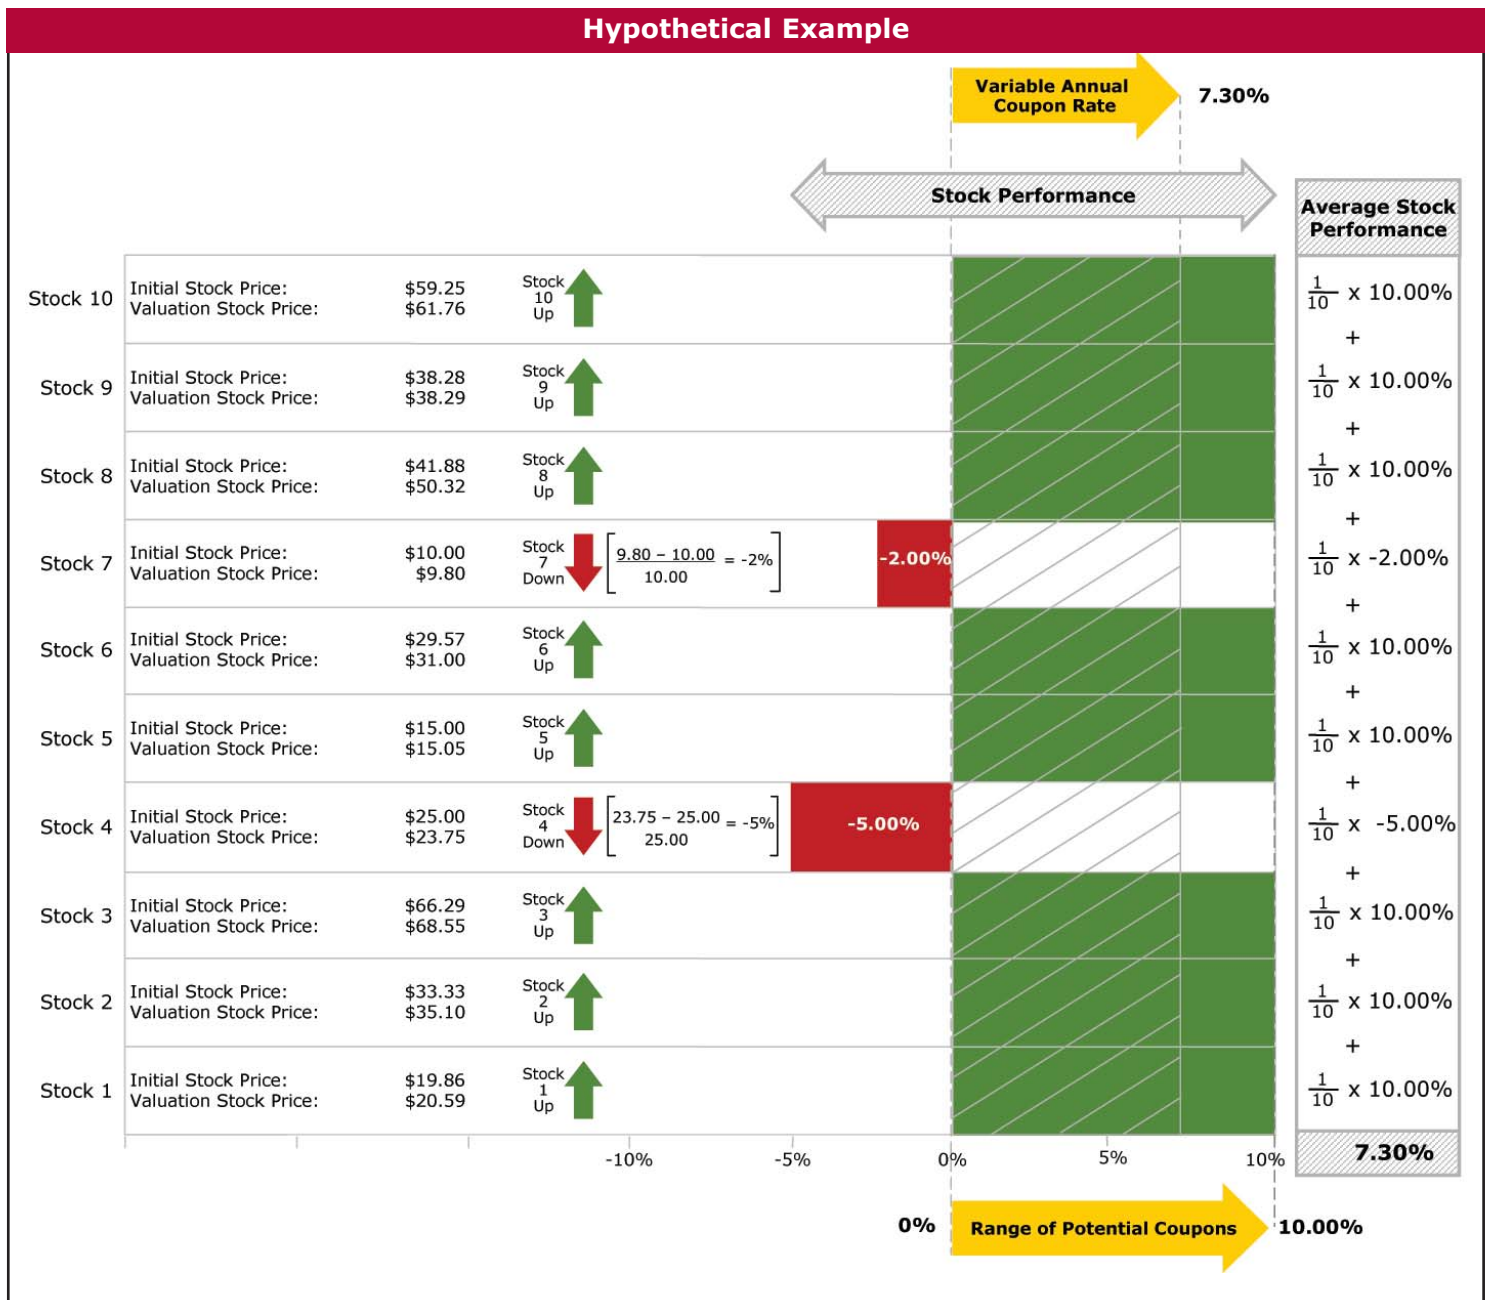 Hypothetical Example
Variable Annual
Coupon Rate
7.30%
Stock Performance
Average Stock
Performance
Stock 10
Initial Stock Price: $59.25
Valuation Stock Price: $61.76
Stock
10
Up
1/10 x 10.00%
+
Stock 9
Initial Stock Price: $38.28
Valuation Stock Price: $38.29
Stock
9
Up
1/10 x 10.00%
+
Stock 8
Initial Stock Price: $41.88
Valuation Stock Price: $50.32
Stock
8
Up
1/10 x 10.00%
+
Stock 7
Initial Stock Price: $10.00
Valuation Stock Price: $9.80
Stock
7
Down
9.80 – 10.00
10.00
= -2%
-2.00%
1/10 x -2.00%
+
Stock 6
Initial Stock Price: $29.57
Valuation Stock Price: $31.00
Stock
6
Up
1/10 x 10.00%
+
Stock 5
Initial Stock Price: $15.00
Valuation Stock Price: $15.05
Stock
5
Up
1/10 x 10.00%
+
Stock 4
Initial Stock Price: $25.00
Valuation Stock Price: $23.75
Stock
4
Down
23.75 – 25.00
25.00
= -5%
-5.00%
1/10 x -5.00%
+
Stock 3
Initial Stock Price: $66.29
Valuation Stock Price: $68.55
Stock
3
Up
1/10 x 10.00%
+
Stock 2
Initial Stock Price: $33.33
Valuation Stock Price: $35.10
Stock
2
Up
1/10 x 10.00%
+
Stock 1
Initial Stock Price: $19.86
Valuation Stock Price: $20.59
Stock
1
Up
1/10 x 10.00%
-10% -5% 0% 5% 10%
7.30%
0% Range of Potential Coupons 10.00%